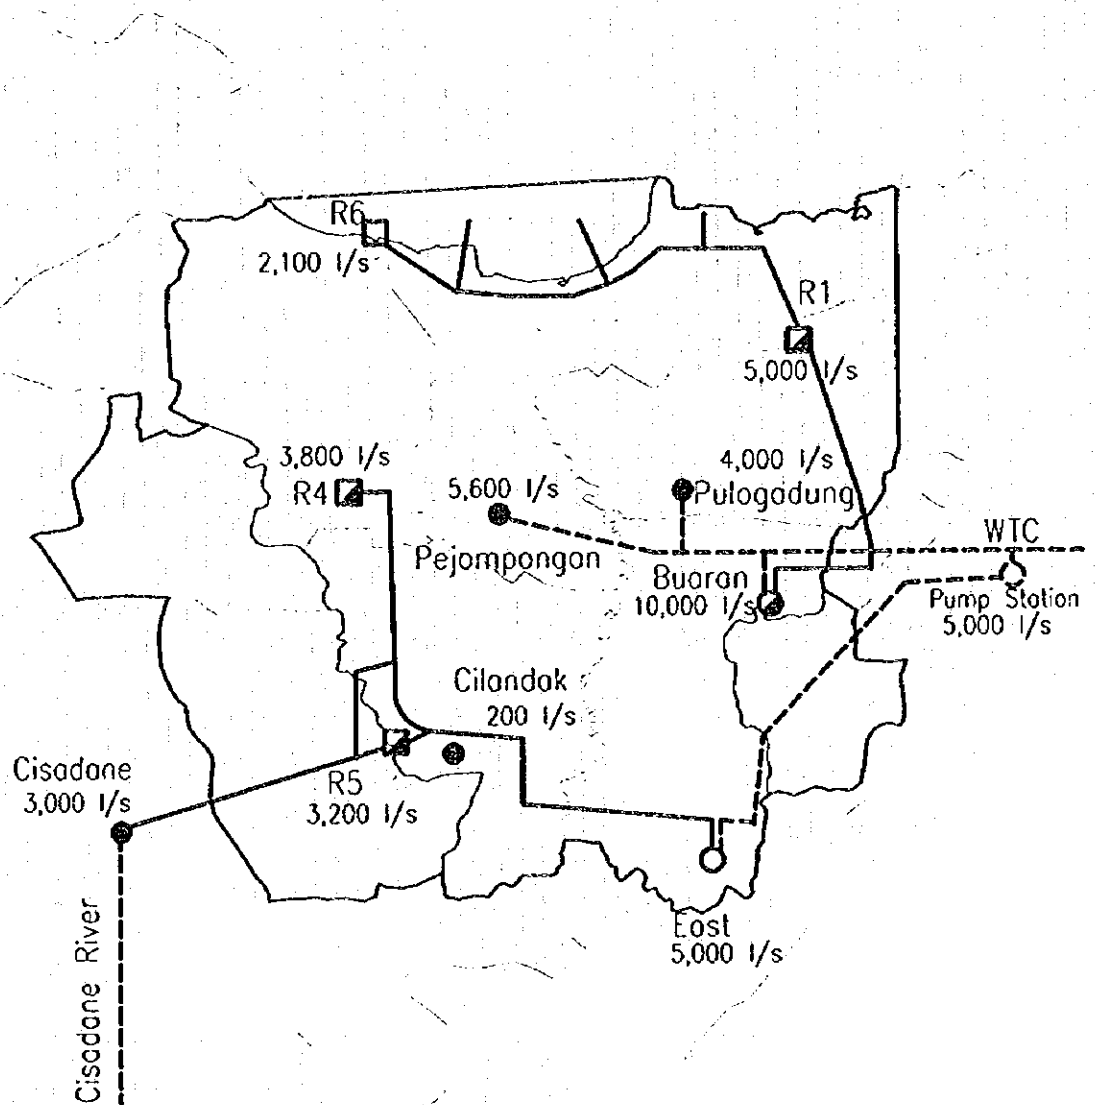 R6
2,100 l/s
R1
5,000 l/s
3,800 l/s
R4
5,600 l/s
Pejompongan
4,000 l/s
Pulogadung
WTC
Buaran
10,000 l/s
Pump Station
5,000 l/s
Cilandak
200 l/s
Cisadane
3,000 l/s
R5
3,200 l/s
East
5,000 l/s
Cisadane River